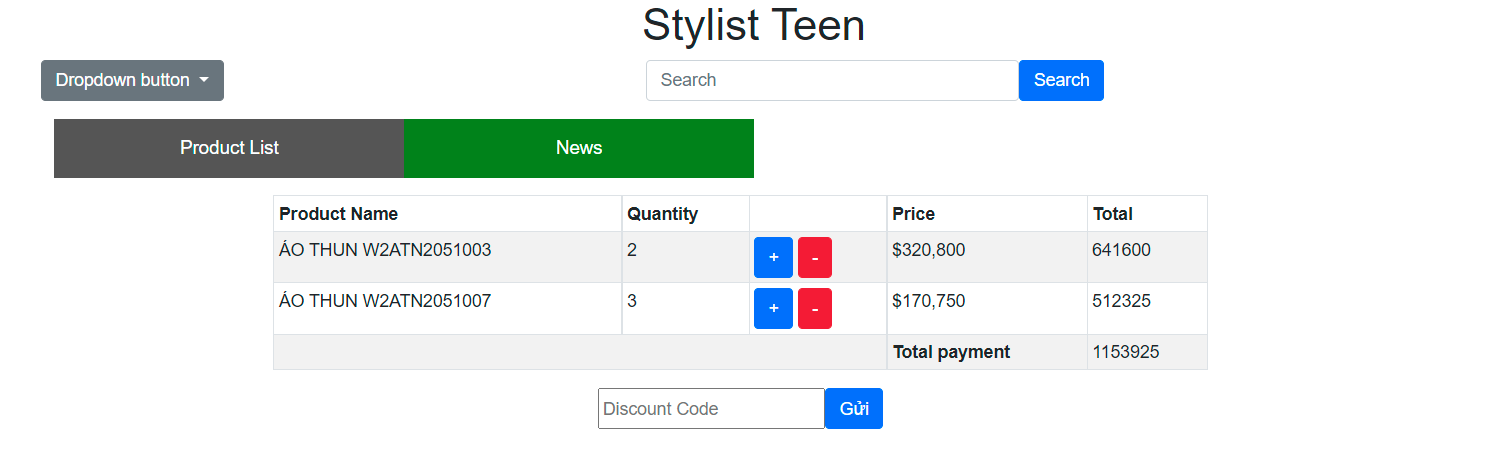 Stylist Teen
Dropdown button
Search Search
Product List News
Product Name Quantity Price Total
ÁO THUN W2ATN2051003 2 + - $320,800 641600
ÁO THUN W2ATN2051007 3 + - $170,750 512325
Total payment 1153925
Discount Code Gửi